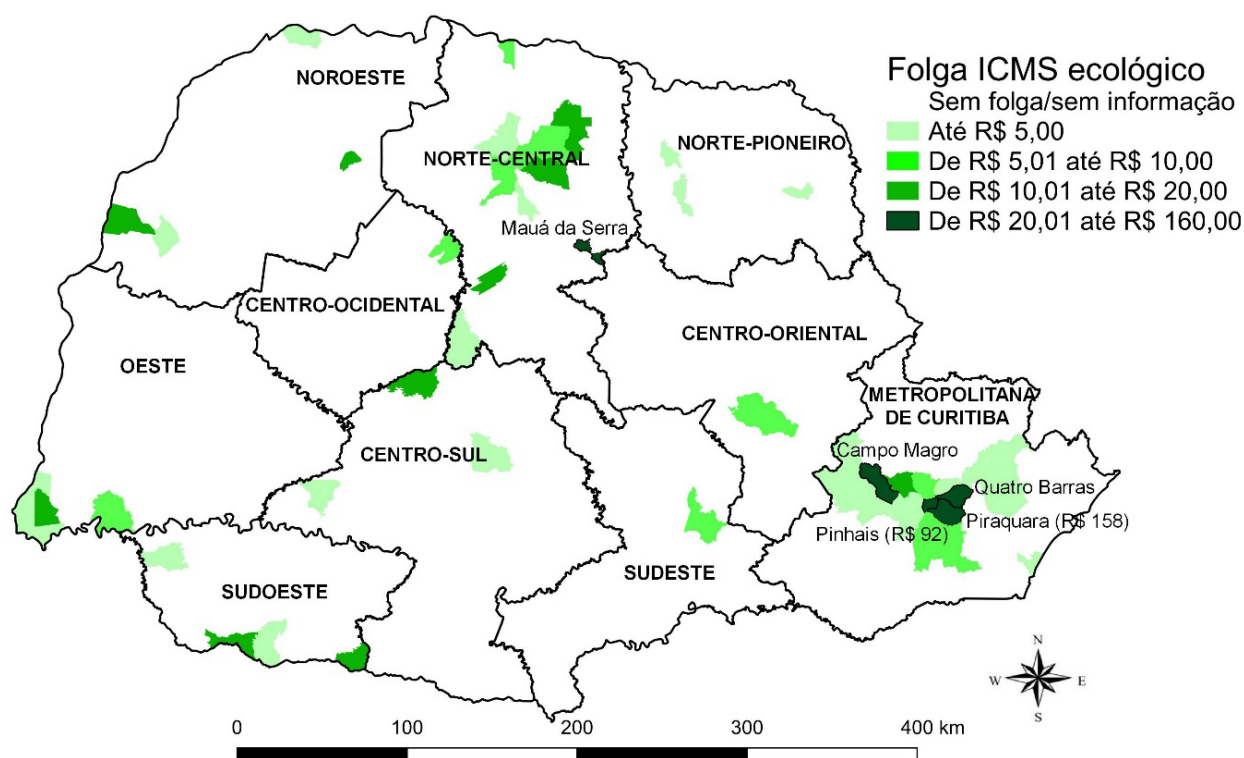 Folga ICMS ecológico
Sem folga/sem informação
Até R$ 5,00
De R$ 5,01 até R$ 10,00
De R$ 10,01 até R$ 20,00
De R$ 20,01 até R$ 160,00
NOROESTE
NORTE-CENTRAL
NORTE-PIONEIRO
Mauá da Serra
CENTRO-OCIDENTAL
CENTRO-ORIENTAL
OESTE
METROPOLITANA
DE CURITIBA
CENTRO-SUL
Campo Magro
Quatro Barras
Piraquara (R$ 158)
Pinhais (R$ 92)
SUDESTE
SUDOESTE
N
W
E
S
0
100
200
300
400 km